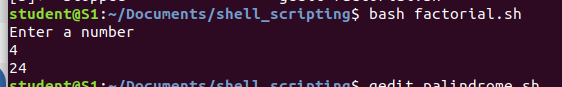 student@S1:~/Documents/shell_scripting$ bash factorial.sh
Enter a number
4
24
student@S1:~/Documents/shell_scripting$ gedit palindrome.sh